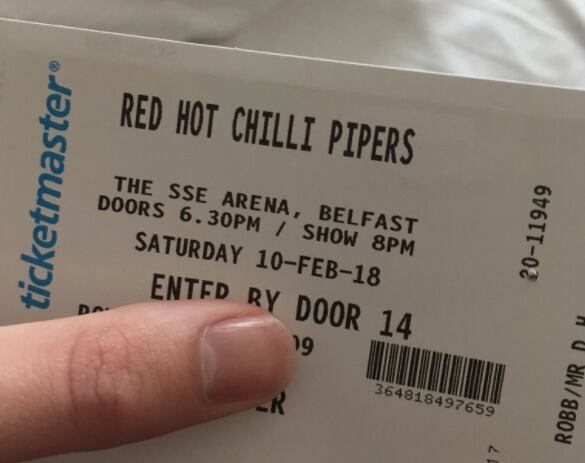 ticketmaster®
RED HOT CHILLI PIPERS
THE SSE ARENA, BELFAST
DOORS 6.30PM / SHOW 8PM
SATURDAY 10-FEB-18
ENTER BY DOOR 14
364818497659
20-11949
ROBB/MR D H